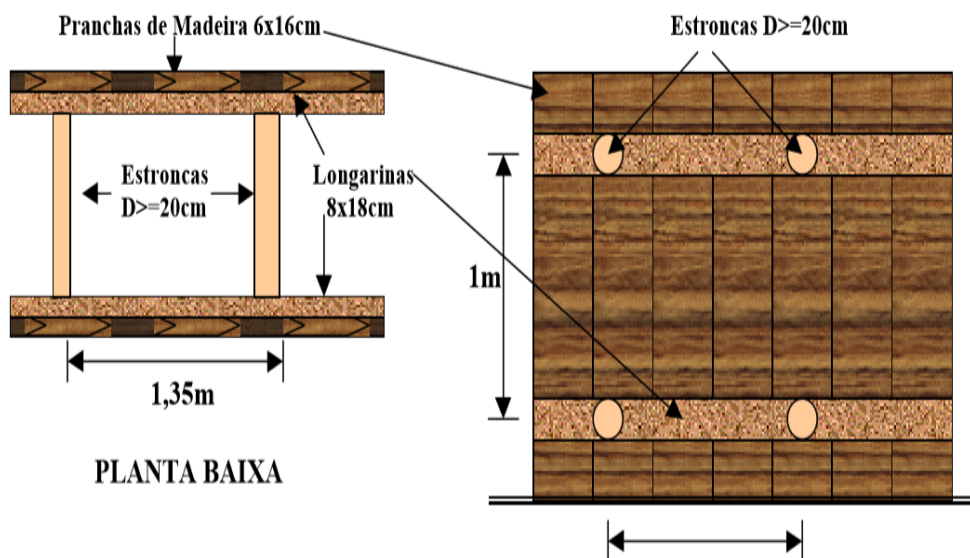 Pranchas de Madeira 6x16cm
Estroncas D>=20cm
Estroncas
D>=20cm
Longarinas
8x18cm
1m
1,35m
PLANTA BAIXA